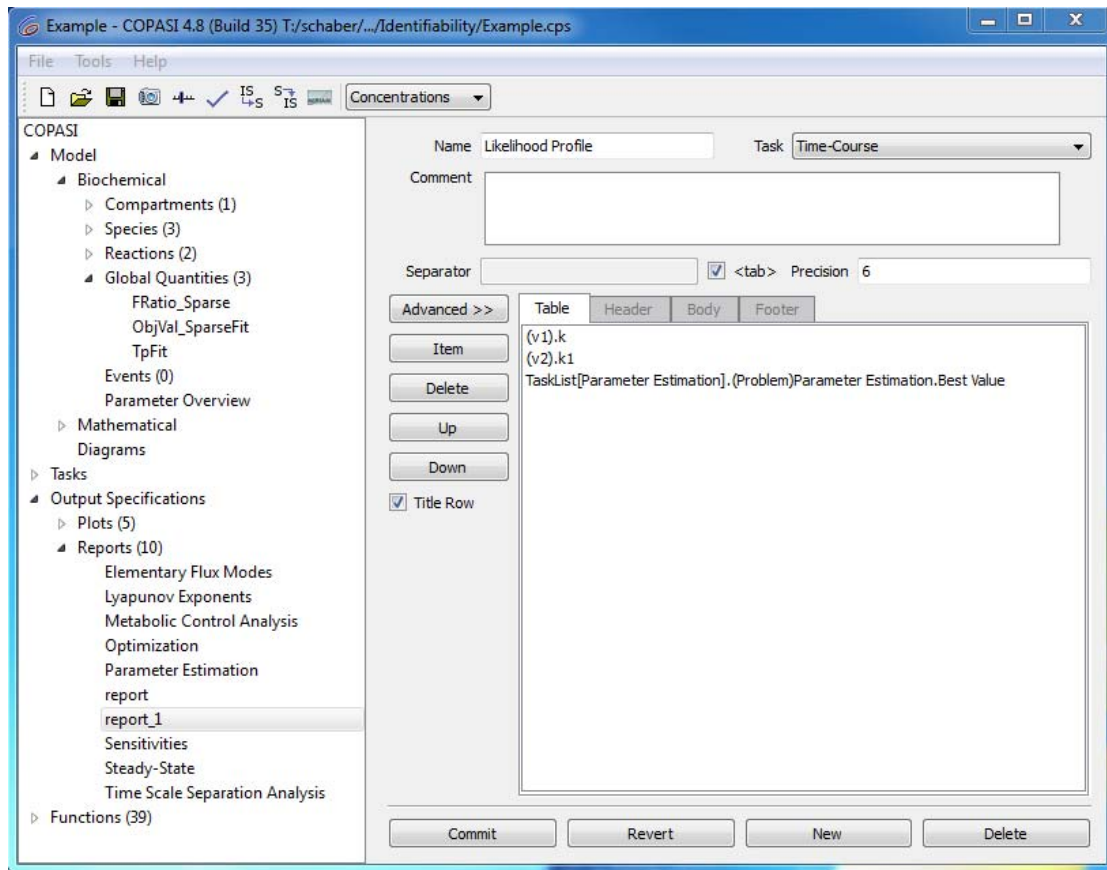 Example - COPASI 4.8 (Build 35) T:/schaber/.../Identifiability/Example.cps
File Tools Help
IS S S IS Concentrations
COPASI
Model
Biochemical
Compartments (1)
Species (3)
Reactions (2)
Global Quantities (3)
FRatio_Sparse
ObjVal_SparseFit
TpFit
Events (0)
Parameter Overview
Mathematical
Diagrams
Tasks
Output Specifications
Plots (5)
Reports (10)
Elementary Flux Modes
Lyapunov Exponents
Metabolic Control Analysis
Optimization
Parameter Estimation
report
report_1
Sensitivities
Steady-State
Time Scale Separation Analysis
Functions (39)
Name Likelihood Profile Task Time-Course
Comment
Separator <tab> Precision 6
Advanced >> Table Header Body Footer
Item
Delete
Up
Down
Title Row
(v1).k
(v2).k1
TaskList[Parameter Estimation].(Problem)Parameter Estimation.Best Value
Commit Revert New Delete